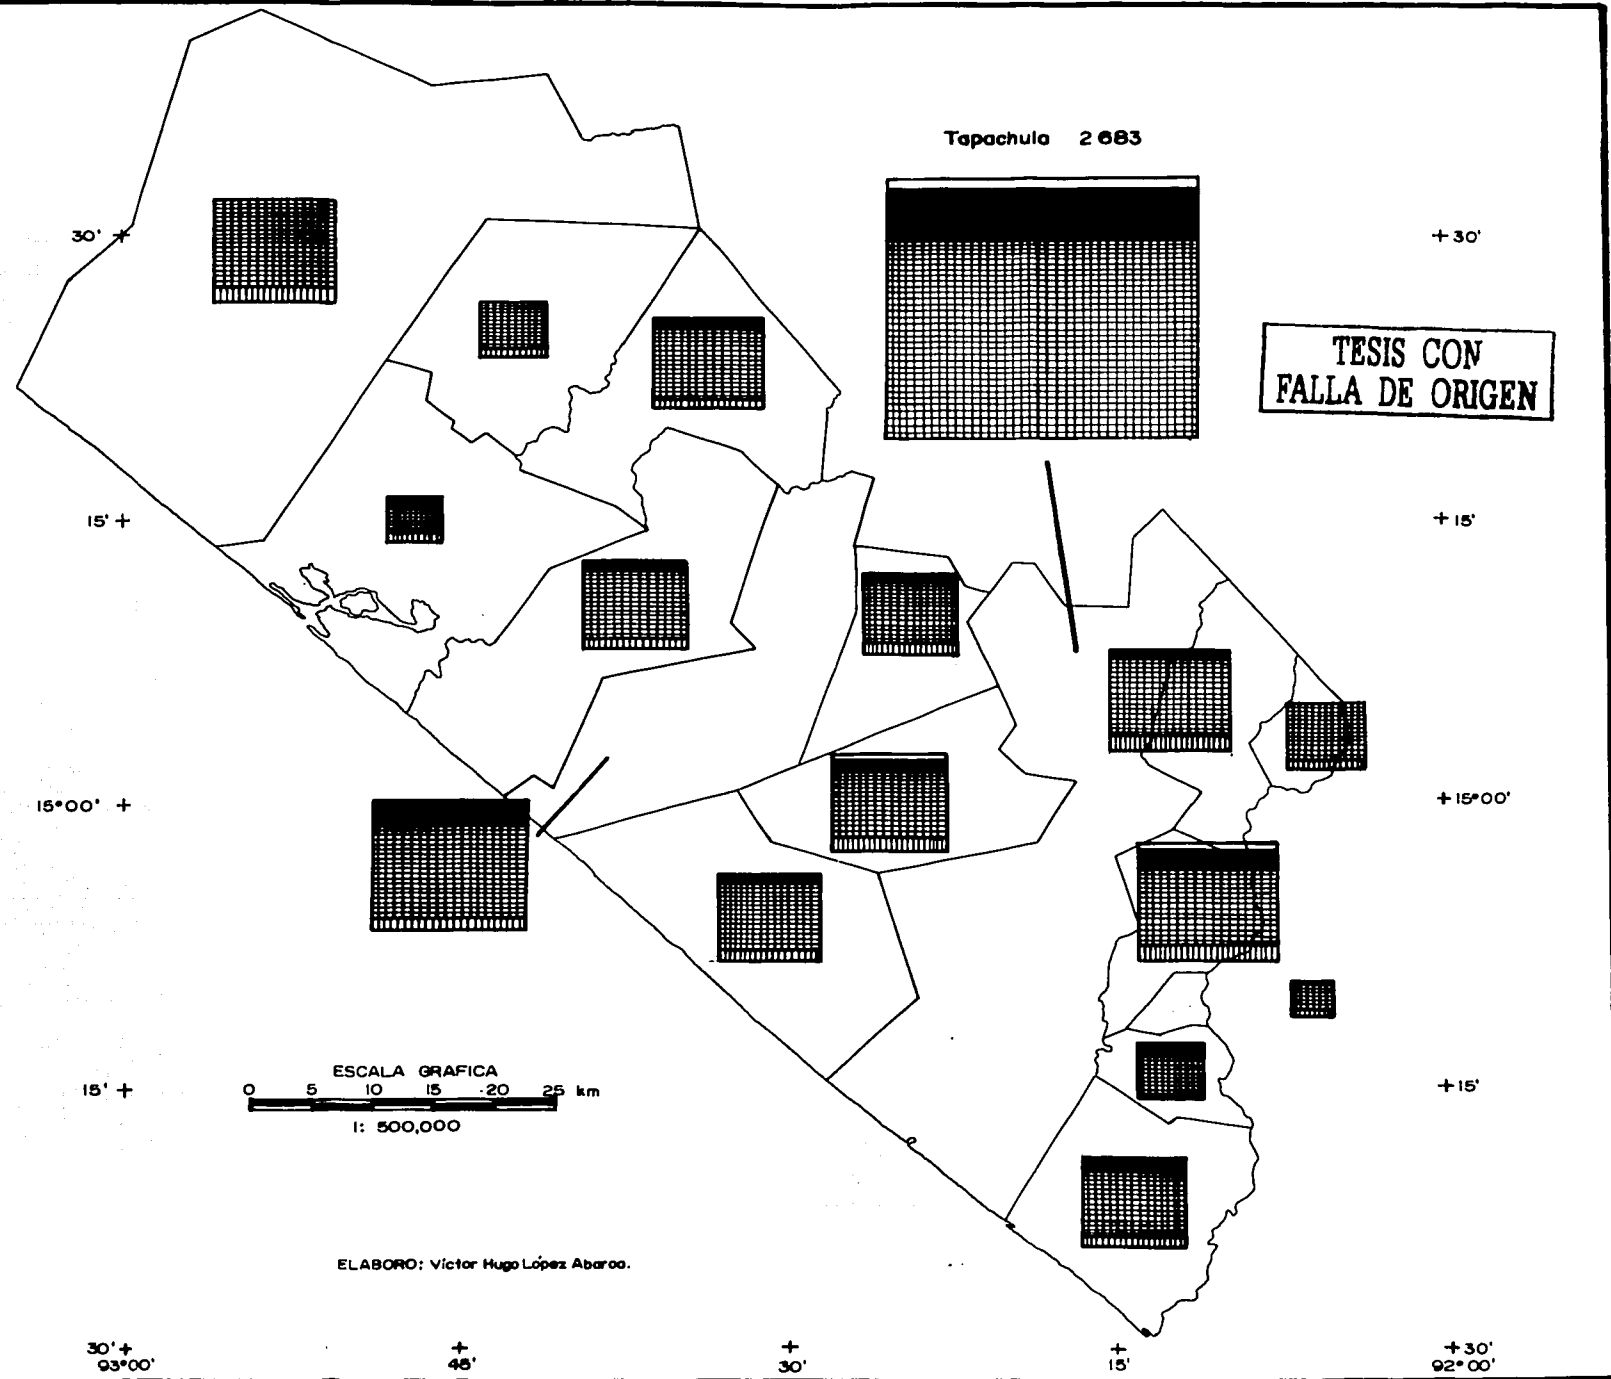 Tapachula 2 683
30' +
+ 30'
TESIS CON
FALLA DE ORIGEN
15' +
+ 15'
15°00' +
+ 15°00'
ESCALA GRAFICA
0 5 10 15 20 25 km
1: 500,000
15' +
+ 15'
ELABORO: Víctor Hugo López Abaroa.
30' +
+ 30'
93°00' 45' 30' 15' 92°00'